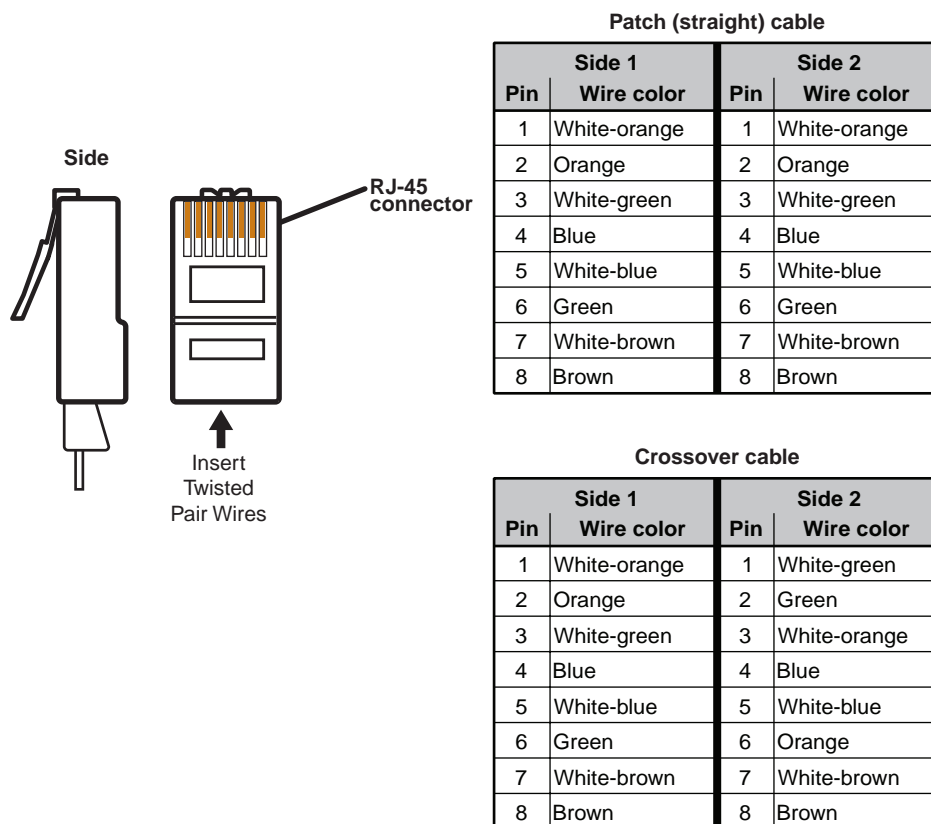 Side
RJ-45
connector
Insert
Twisted
Pair Wires
Patch (straight) cable
Side 1 Side 2
Pin Wire color Pin Wire color
1 White-orange 1 White-orange
2 Orange 2 Orange
3 White-green 3 White-green
4 Blue 4 Blue
5 White-blue 5 White-blue
6 Green 6 Green
7 White-brown 7 White-brown
8 Brown 8 Brown
Crossover cable
Side 1 Side 2
Pin Wire color Pin Wire color
1 White-orange 1 White-green
2 Orange 2 Green
3 White-green 3 White-orange
4 Blue 4 Blue
5 White-blue 5 White-blue
6 Green 6 Orange
7 White-brown 7 White-brown
8 Brown 8 Brown